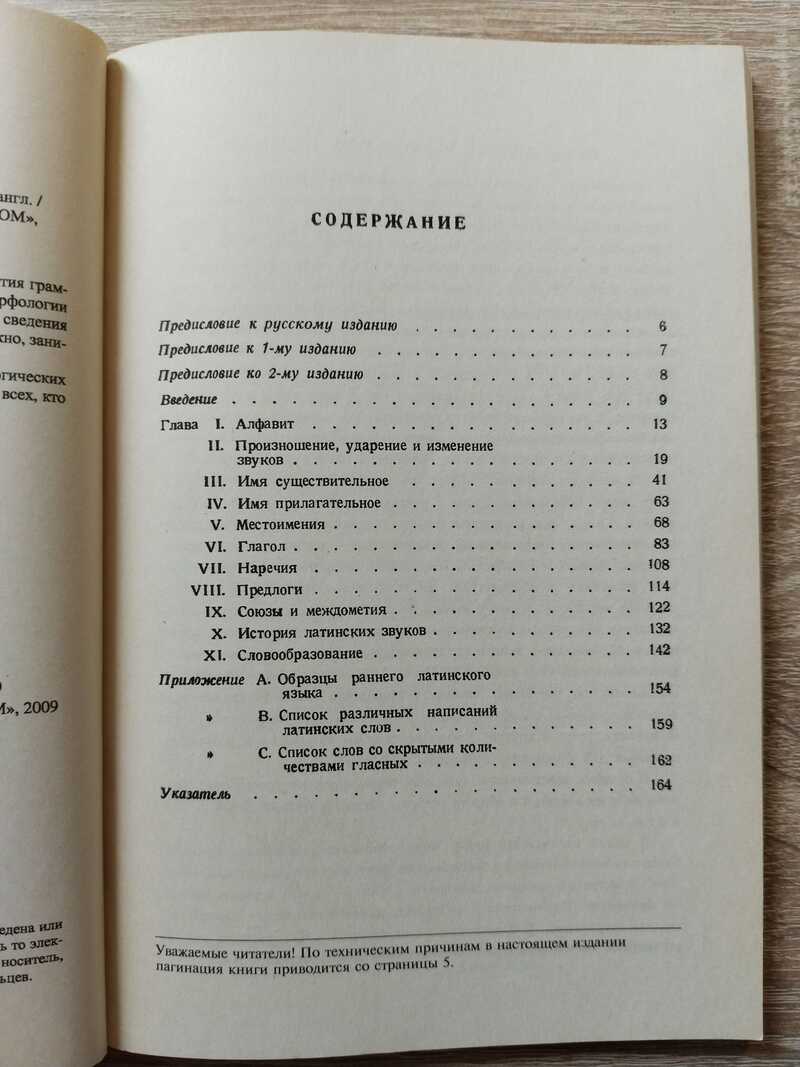 англ. /
ОМ»,
тия грам-
рфологии
сведения
но, зани-
гических
всех, кто
М», 2009
едена или
ь то элек-
носитель,
ьцев.
СОДЕРЖАНИЕ
Предисловие к русскому изданию . . . . . . . . . . . . 6
Предисловие к 1-му изданию . . . . . . . . . . . . . . 7
Предисловие ко 2-му изданию . . . . . . . . . . . . . . 8
Введение . . . . . . . . . . . . . . . . . . . . . . 9
Глава I. Алфавит . . . . . . . . . . . . . . . . . . 13
II. Произношение, ударение и изменение
звуков . . . . . . . . . . . . . . . . . . 19
III. Имя существительное . . . . . . . . . . . . 41
IV. Имя прилагательное . . . . . . . . . . . . . 63
V. Местоимения . . . . . . . . . . . . . . . . 68
VI. Глагол . . . . . . . . . . . . . . . . . . 83
VII. Наречия . . . . . . . . . . . . . . . . . 108
VIII. Предлоги . . . . . . . . . . . . . . . . . 114
IX. Союзы и междометия . . . . . . . . . . . . . 122
X. История латинских звуков . . . . . . . . . . . 132
XI. Словообразование . . . . . . . . . . . . . . 142
Приложение А. Образцы раннего латинского
языка . . . . . . . . . . . . . . . . 154
» В. Список различных написаний
латинских слов . . . . . . . . . . . . . 159
» С. Список слов со скрытыми коли-
чествами гласных . . . . . . . . . . . . 162
Указатель . . . . . . . . . . . . . . . . . . . . 164
Уважаемые читатели! По техническим причинам в настоящем издании
пагинация книги приводится со страницы 5.